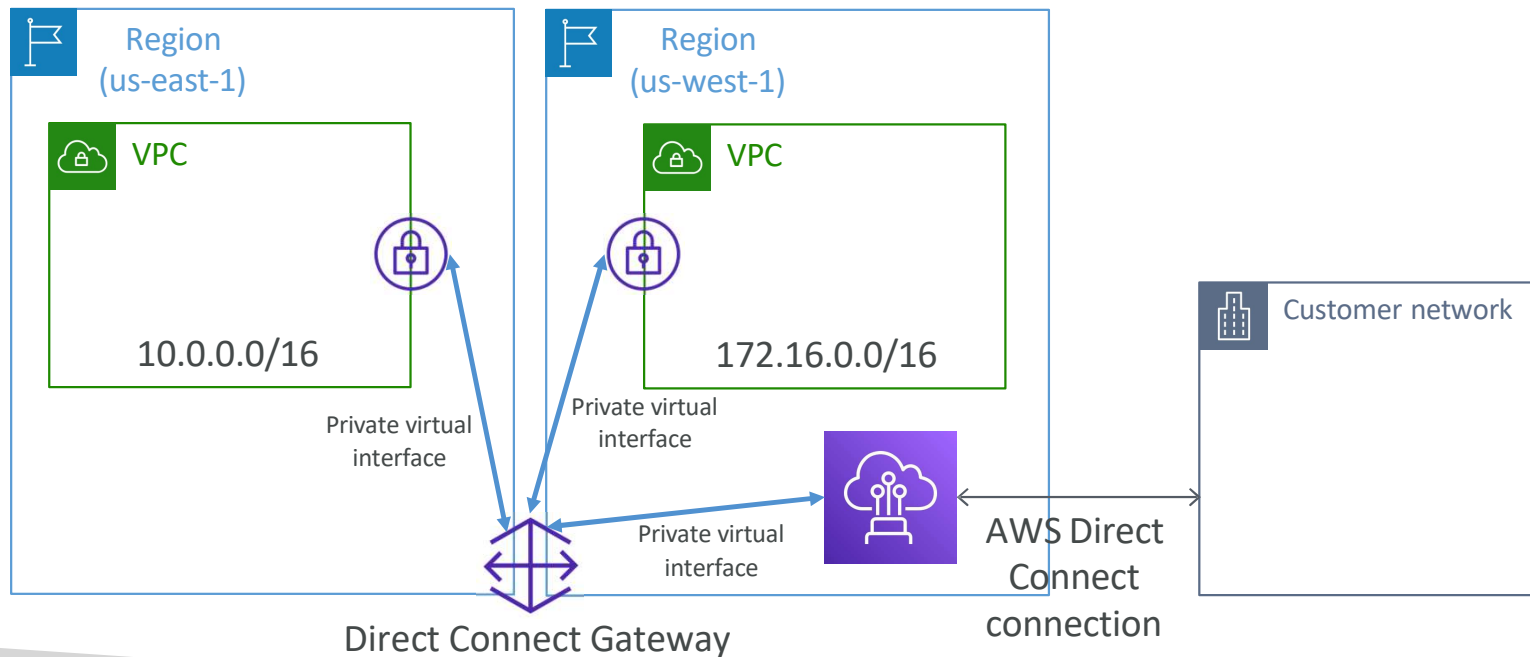 Region
(us-east-1)
VPC
10.0.0.0/16
Private virtual
interface
Region
(us-west-1)
VPC
172.16.0.0/16
Private virtual
interface
Private virtual
interface
Direct Connect Gateway
AWS Direct
Connect
connection
Customer network